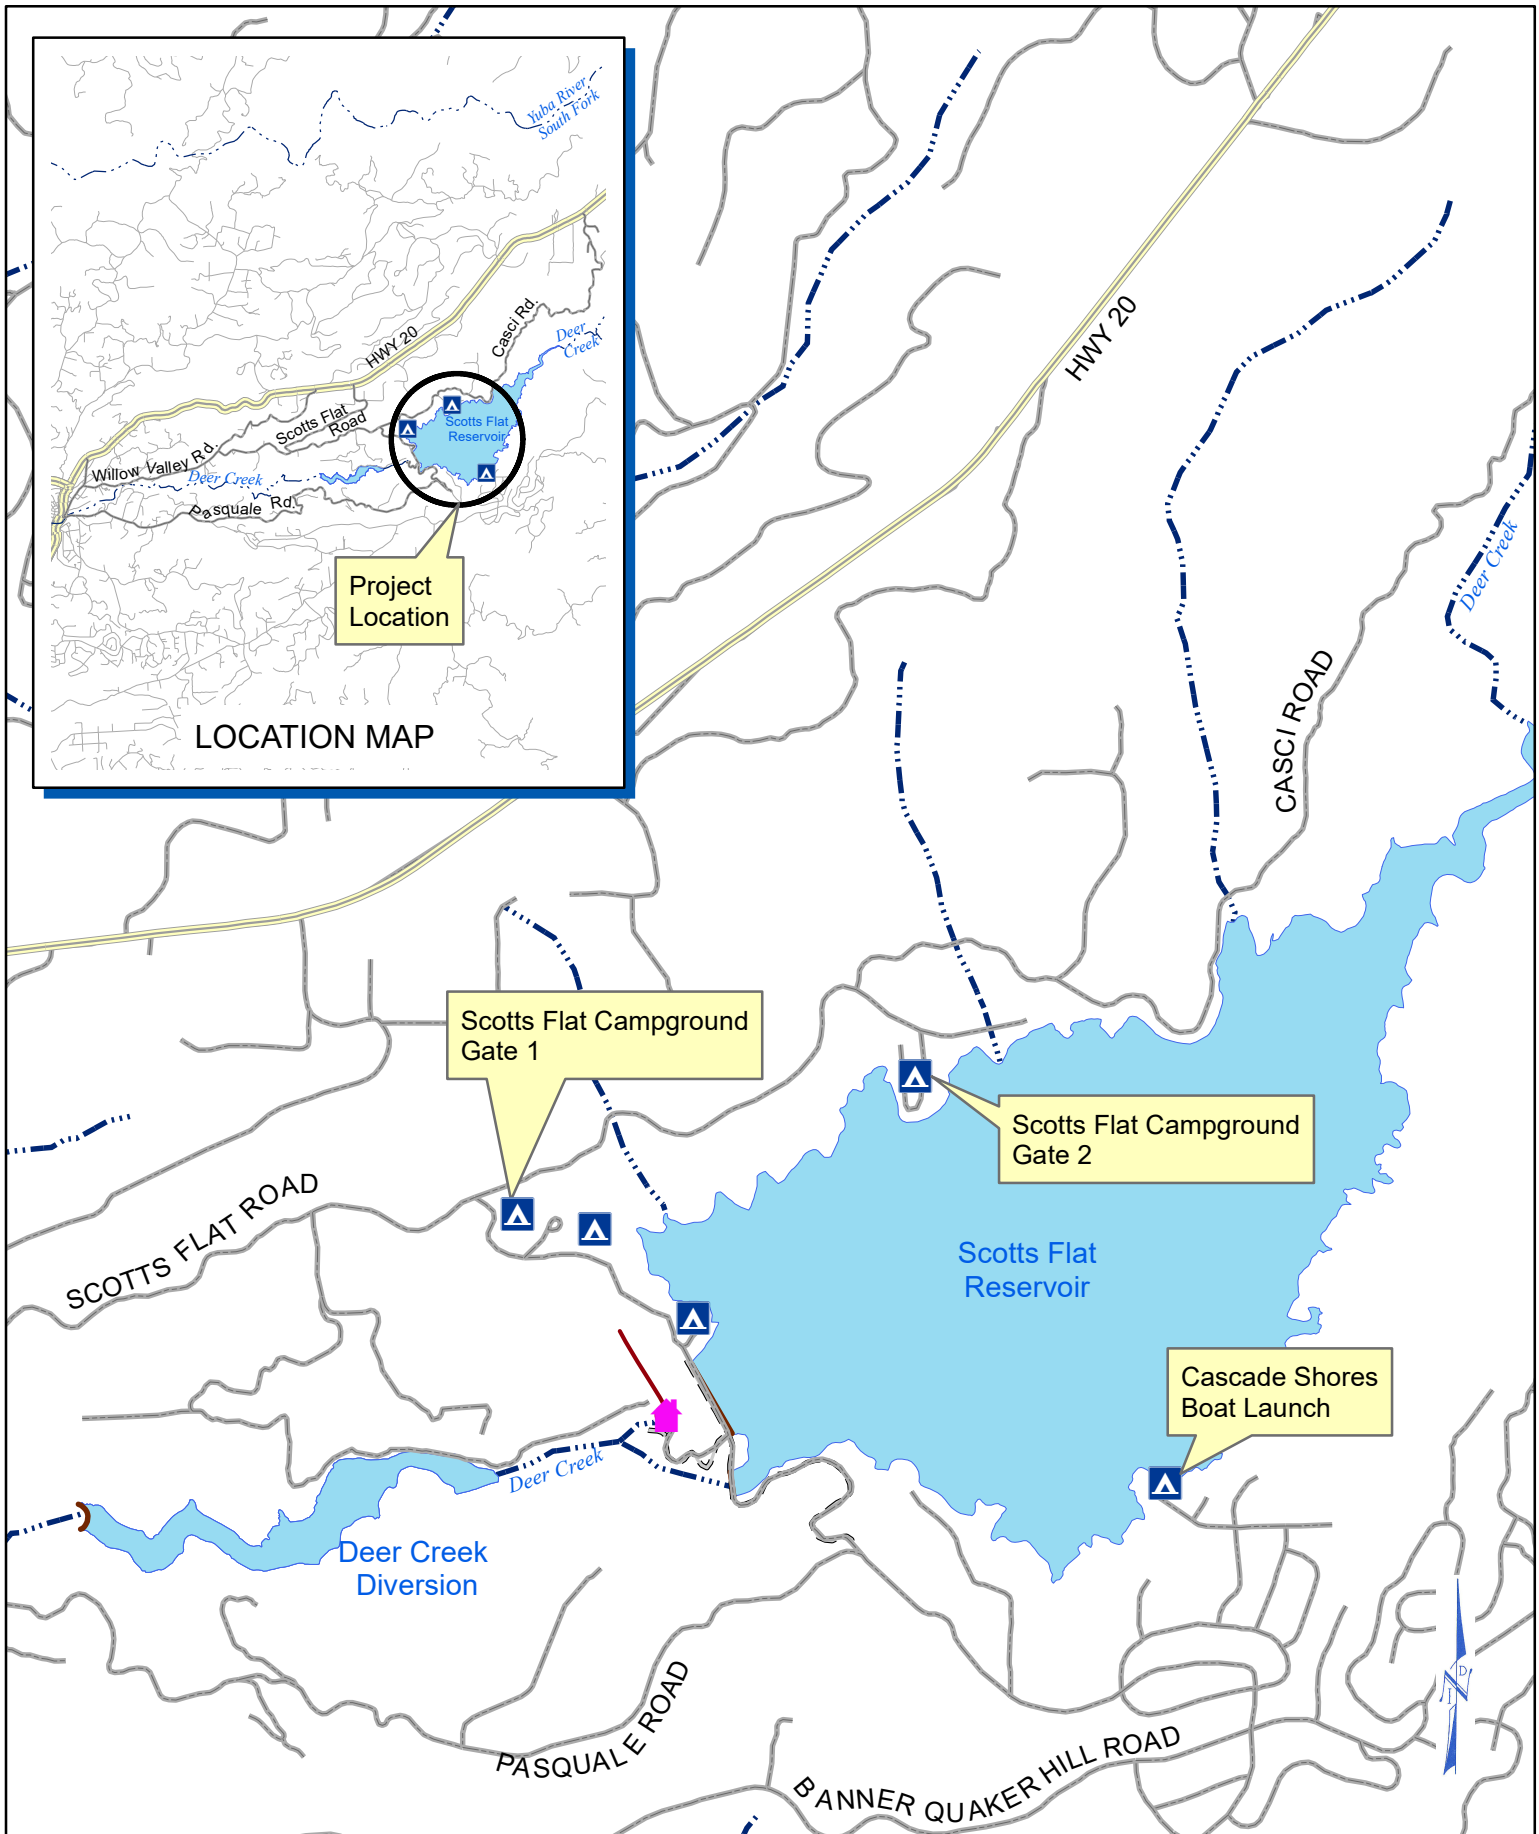 Yuba River
South Fork
HWY 20
Casci Rd.
Deer
Creek
Scotts Flat
Road
Scotts Flat
Reservoir
Willow Valley Rd.
Deer Creek
Pasquale Rd.
Project
Location
LOCATION MAP
HWY 20
Deer Creek
CASCI ROAD
Scotts Flat Campground
Gate 1
Scotts Flat Campground
Gate 2
SCOTTS FLAT ROAD
Scotts Flat
Reservoir
Cascade Shores
Boat Launch
Deer Creek
Deer Creek
Diversion
N
I
D
PASQUALE ROAD
BANNER QUAKER HILL ROAD